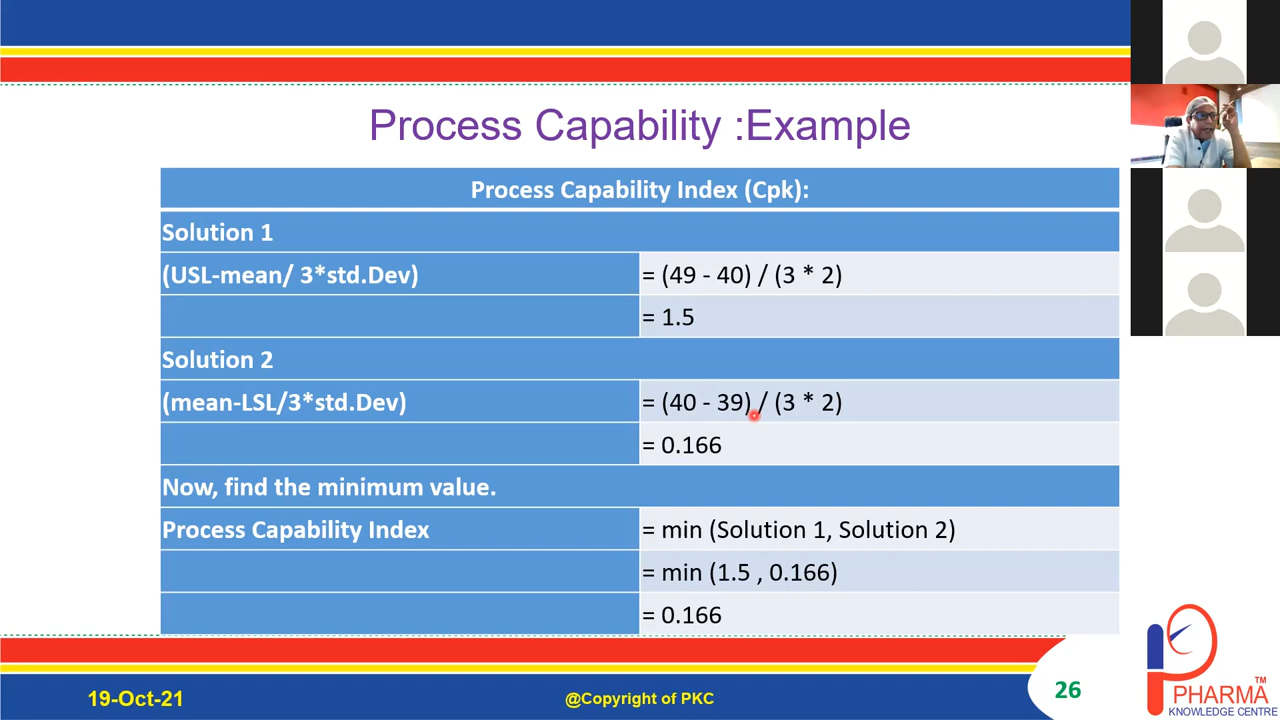 Process Capability :Example
Process Capability Index (Cpk):
Solution 1
(USL-mean/ 3*std.Dev)
= (49 - 40) / (3 * 2)
= 1.5
Solution 2
(mean-LSL/3*std.Dev)
= (40 - 39) / (3 * 2)
= 0.166
Now, find the minimum value.
Process Capability Index
= min (Solution 1, Solution 2)
= min (1.5 , 0.166)
= 0.166
19-Oct-21
@Copyright of PKC
26
PHARMA™
KNOWLEDGE CENTRE